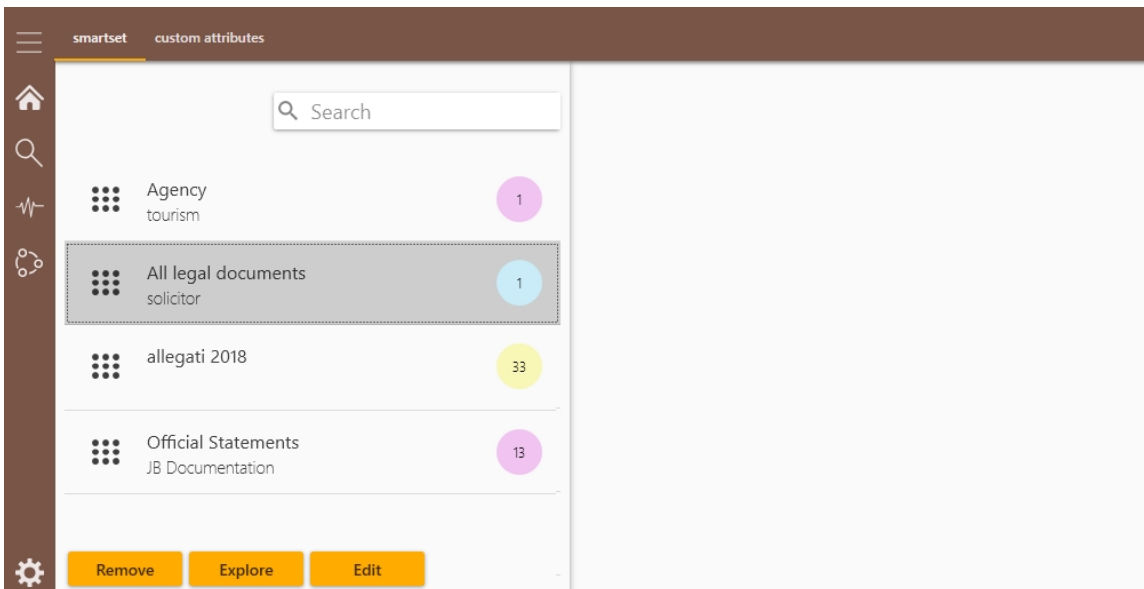 smartset custom attributes
Search
Agency
tourism
1
All legal documents
solicitor
1
allegati 2018
33
Official Statements
JB Documentation
13
Remove Explore Edit